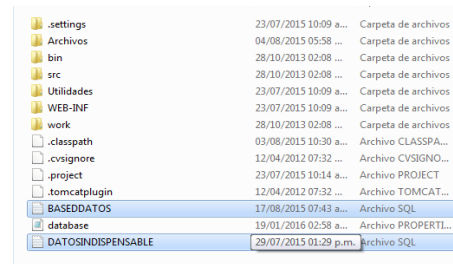 .settings 23/07/2015 10:09 a... Carpeta de archivos
Archivos 04/08/2015 05:58 ... Carpeta de archivos
bin 28/10/2013 02:08 ... Carpeta de archivos
src 28/10/2013 02:08 ... Carpeta de archivos
Utilidades 23/07/2015 10:09 a... Carpeta de archivos
WEB-INF 23/07/2015 10:09 a... Carpeta de archivos
work 28/10/2013 02:08 ... Carpeta de archivos
.classpath 03/08/2015 10:30 a... Archivo CLASSPA...
.cvsignore 12/04/2012 07:32 ... Archivo CVSIGNO...
.project 23/07/2015 10:14 a... Archivo PROJECT
.tomcatplugin 12/04/2012 07:32 ... Archivo TOMCAT...
BASEDDATOS 17/08/2015 07:43 a... Archivo SQL
database 19/01/2016 02:58 a... Archivo PROPERTI...
DATOSINDISPENSABLE 29/07/2015 01:29 p.m. Archivo SQL